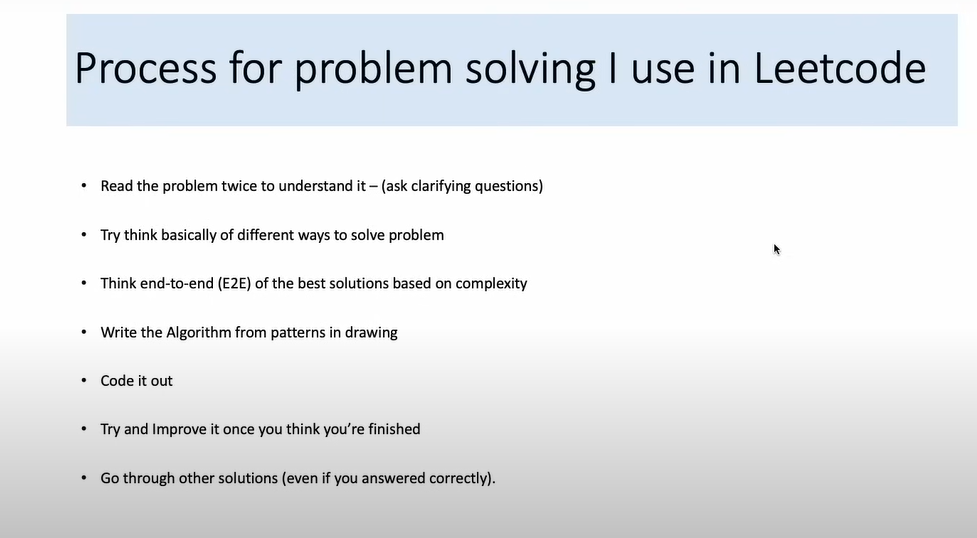 Process for problem solving I use in Leetcode
• Read the problem twice to understand it – (ask clarifying questions)
• Try think basically of different ways to solve problem
• Think end-to-end (E2E) of the best solutions based on complexity
• Write the Algorithm from patterns in drawing
• Code it out
• Try and Improve it once you think you’re finished
• Go through other solutions (even if you answered correctly).